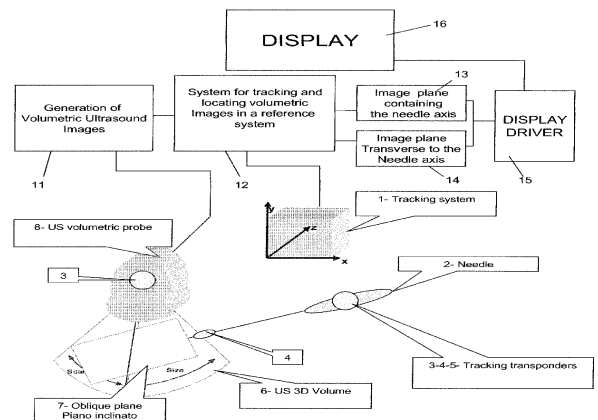 DISPLAY
16
Generation of
Volumetric Ultrasound
Images
System for tracking and
locating volumetric
Images in a reference
system
Image plane
containing
the needle axis
13
Image plane
Transverse to the
Needle axis
DISPLAY
DRIVER
11
12
14
15
1- Tracking system
y
z
x
8- US volumetric probe
3
2- Needle
4
3-4-5- Tracking transponders
Size
6- US 3D Volume
7- Oblique plane
Piano inclinato